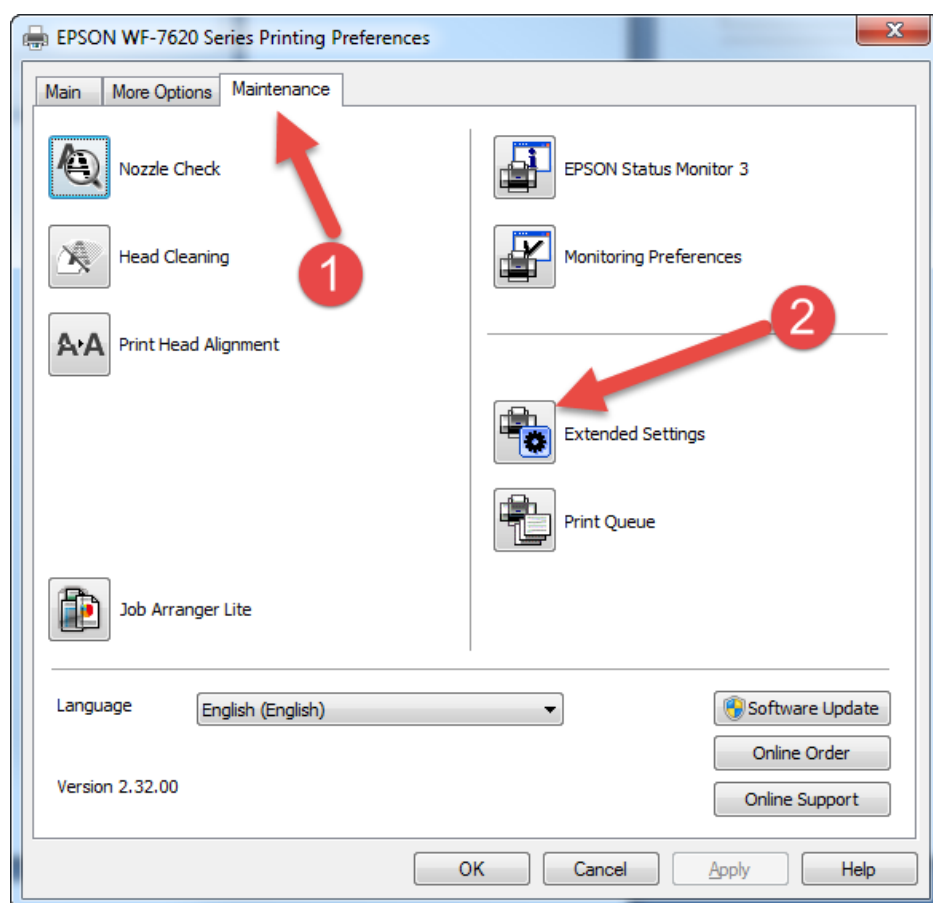 EPSON WF-7620 Series Printing Preferences
Main More Options Maintenance
Nozzle Check
Head Cleaning
1
A A Print Head Alignment
Job Arranger Lite
EPSON Status Monitor 3
Monitoring Preferences
2
Extended Settings
Print Queue
Language English (English)
Software Update
Online Order
Version 2.32.00
Online Support
OK Cancel Apply Help